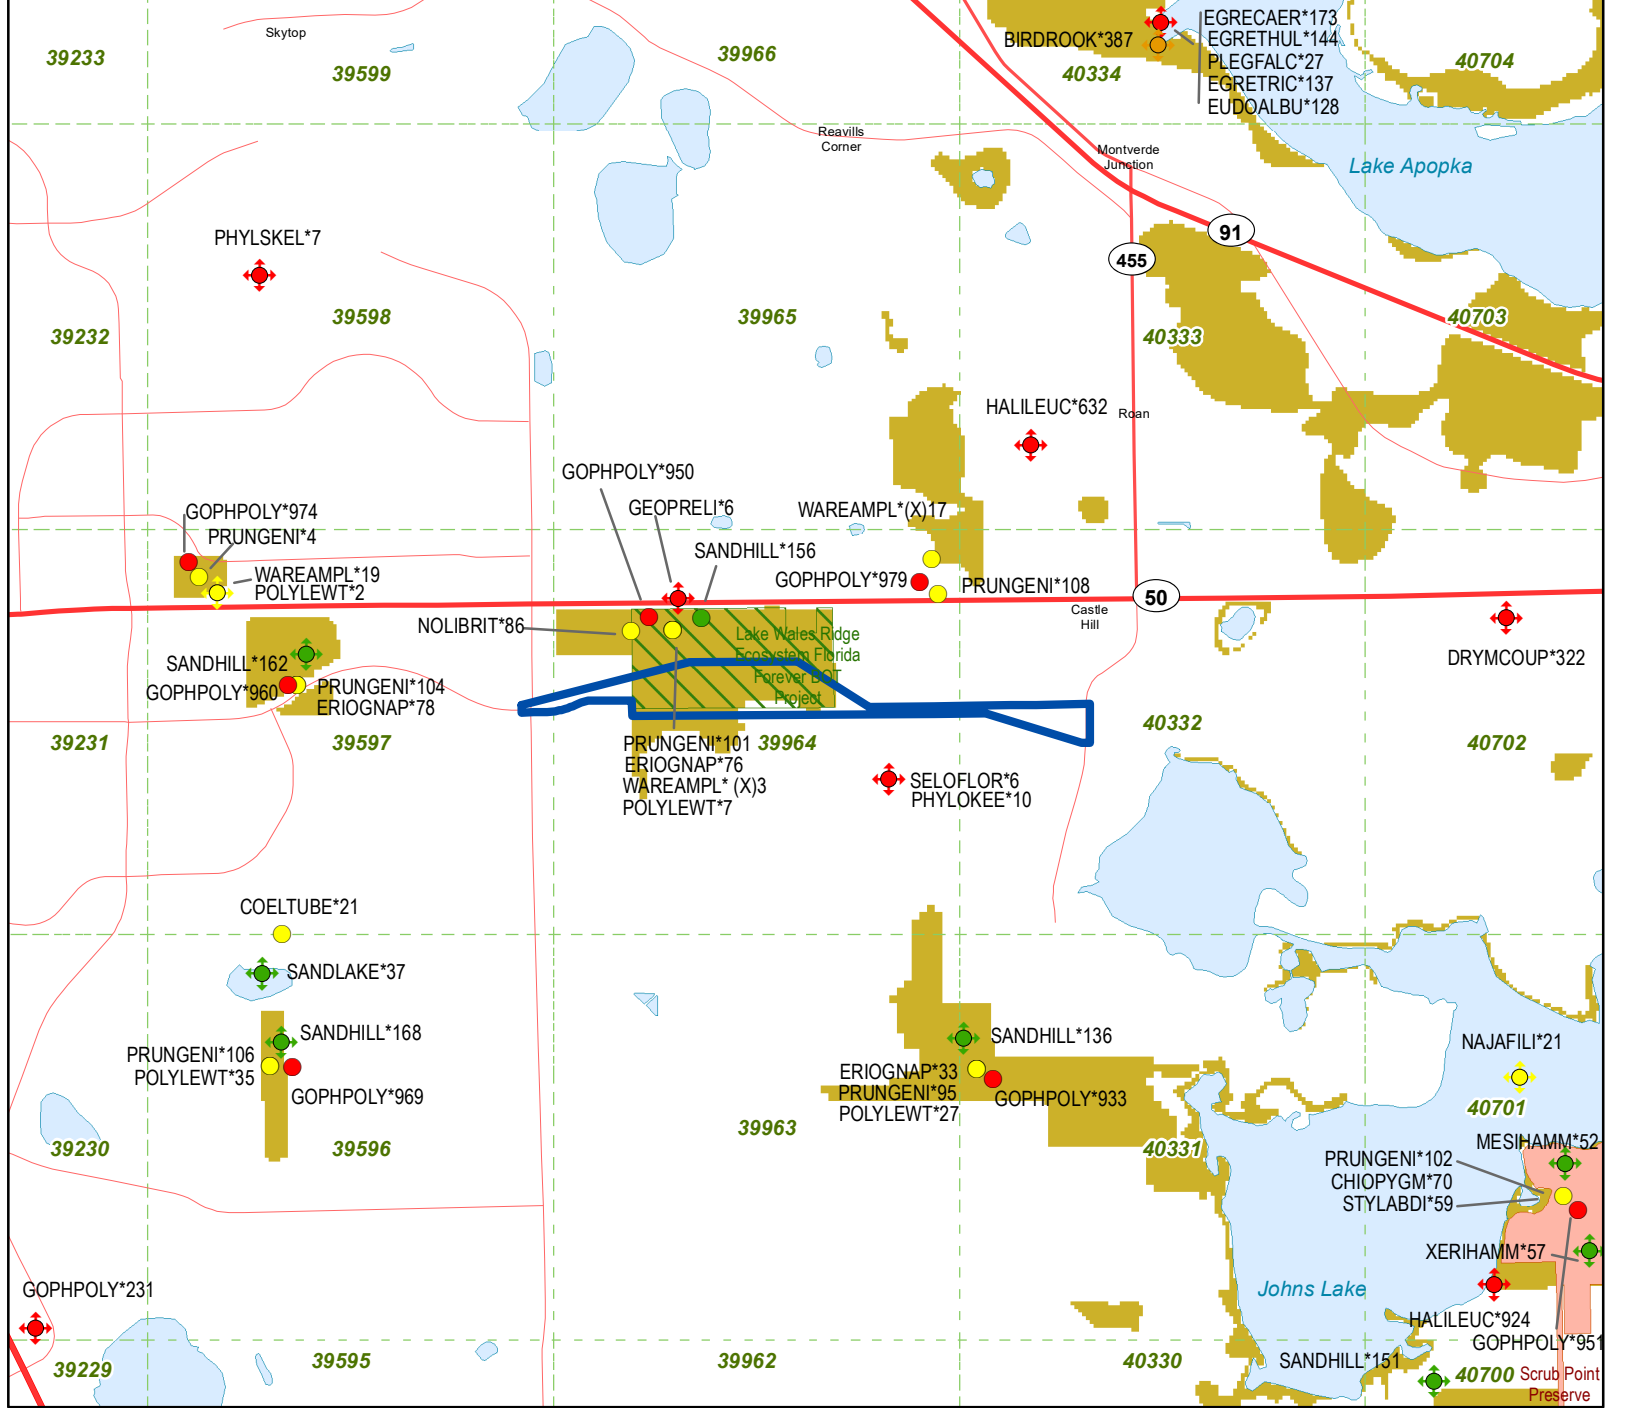 Skytop
39233
39599
39966
BIRDROOK*387
40334
EGRECAER*173
EGRETHUL*144
PLEGFALC*27
EGRETRIC*137
EUDOALBU*128
40704
Reavills
Corner
Montverde
Junction
Lake Apopka
PHYLSKEL*7
91
455
39232
39598
39965
40333
40703
HALILEUC*632
Roan
GOPHPOLY*950
GEOPRELI*6
WAREAMPL*(X)17
GOPHPOLY*974
PRUNGENI*4
SANDHILL*156
WAREAMPL*19
POLYLEWT*2
GOPHPOLY*979
PRUNGENI*108
50
Castle
Hill
NOLIBRIT*86
Lake Wales Ridge
Ecosystem Florida
Forever DOT
Project
DRYMCOUP*322
SANDHILL*162
GOPHPOLY*960
PRUNGENI*104
ERIOGNAP*78
39231
39597
PRUNGENI*101
ERIOGNAP*76
WAREAMPL* (X)3
POLYLEWT*7
39964
40332
40702
SELOFLOR*6
PHYLOKEE*10
COELTUBE*21
SANDLAKE*37
SANDHILL*168
PRUNGENI*106
POLYLEWT*35
GOPHPOLY*969
SANDHILL*136
ERIOGNAP*33
PRUNGENI*95
POLYLEWT*27
GOPHPOLY*933
NAJAFILI*21
40701
39230
39596
39963
40331
MESIHAMM*52
PRUNGENI*102
CHIOPYGM*70
STYLABDI*59
XERIHAMM*57
GOPHPOLY*231
Johns Lake
HALILEUC*924
GOPHPOLY*951
39229
39595
39962
40330
SANDHILL*151
40700
Scrub Point
Preserve